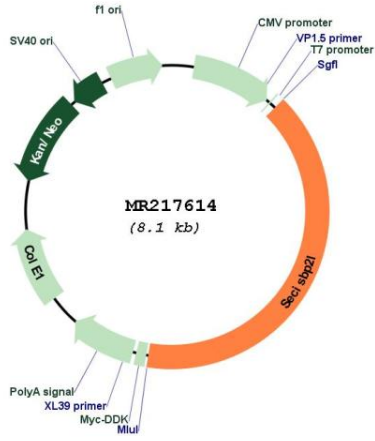 f1 ori
CMV promoter
VP1.5 primer
T7 promoter
SgfI
SV40 ori
Kan/ Neo
MR217614
(8.1 kb)
Seci sbp2l
Col E1
PolyA signal
XL39 primer
Myc-DDK
MluI